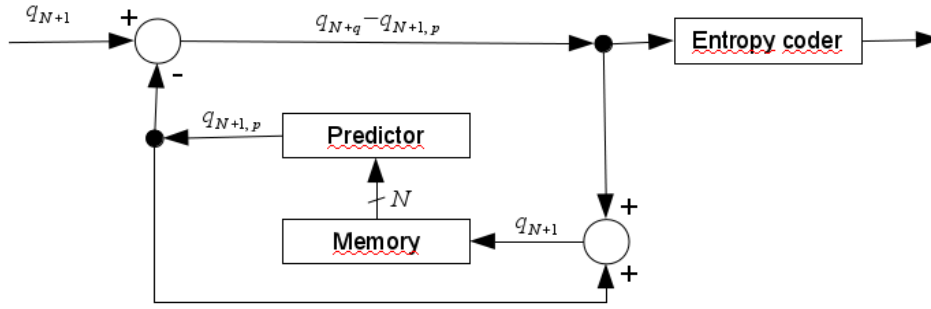 q_{N+1}
+
q_{N+q} − q_{N+1, p}
Entropy coder
-
q_{N+1, p}
Predictor
N
+
q_{N+1}
Memory
+